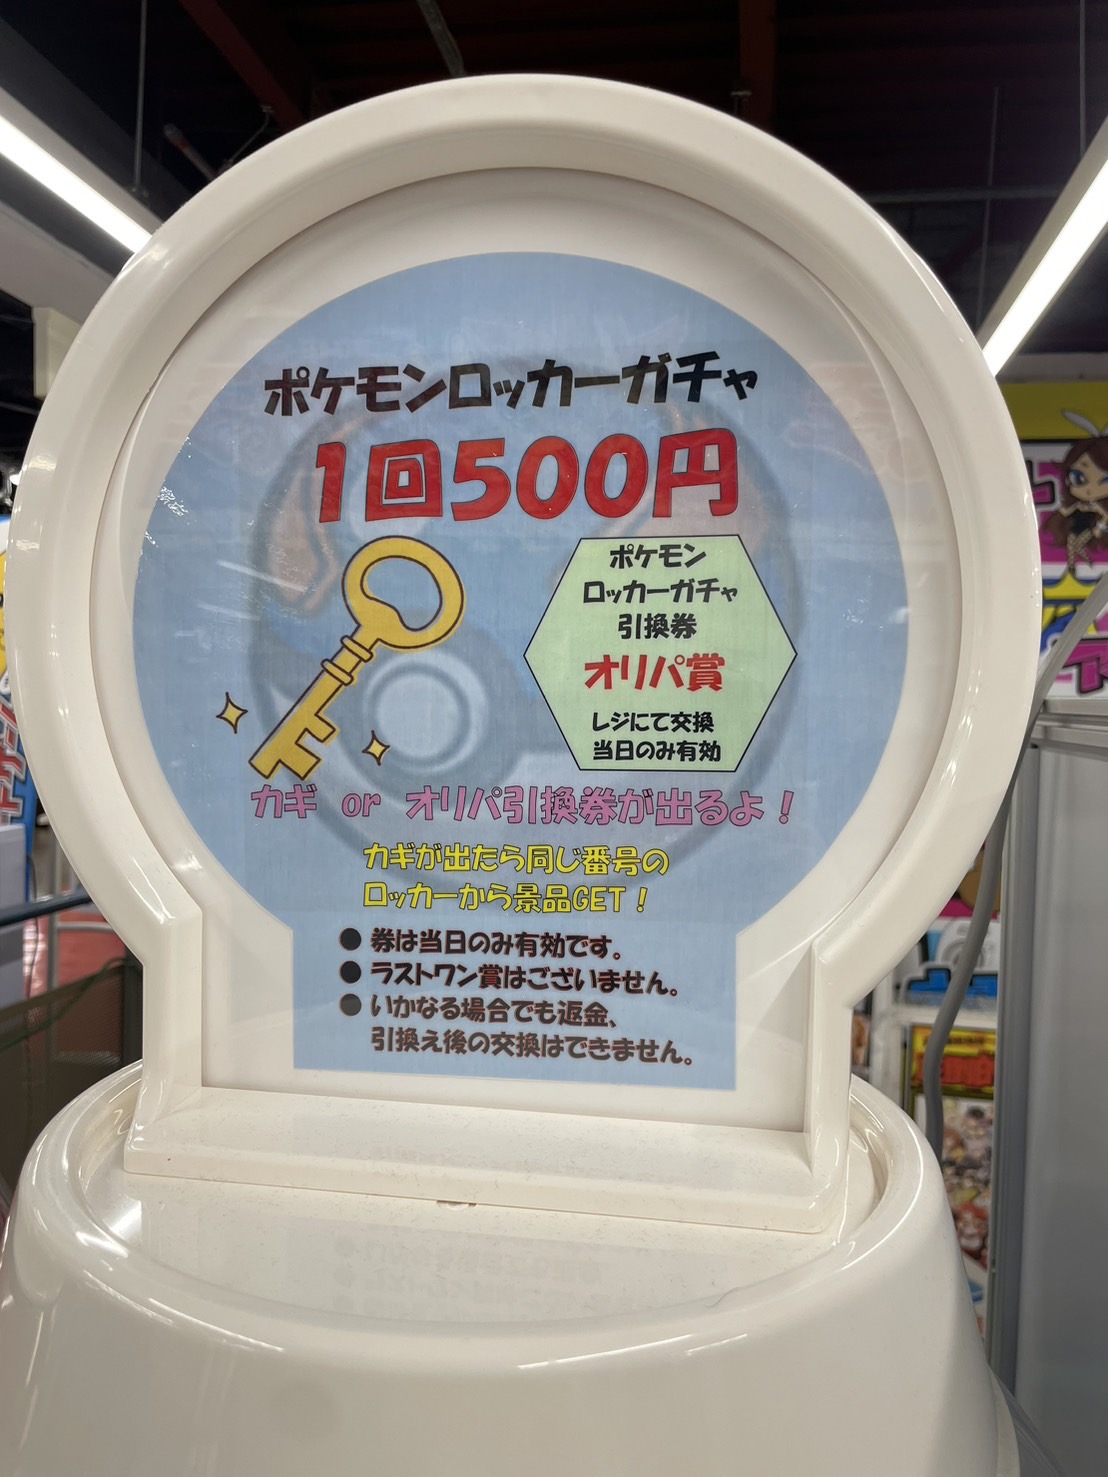 ポケモンロッカーガチャ
1回500円
ポケモン
ロッカーガチャ
引換券
オリパ賞
レジにて交換
当日のみ有効
カギ or オリパ引換券が出るよ！
カギが出たら同じ番号の
ロッカーから景品GET！
● 券は当日のみ有効です。
● ラストワン賞はございません。
● いかなる場合でも返金、
引換え後の交換はできません。